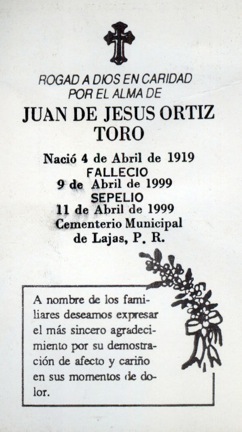 ROGAD A DIOS EN CARIDAD
POR EL ALMA DE
JUAN DE JESUS ORTIZ
TORO
Nació 4 de Abril de 1919
FALLECIO
9 de Abril de 1999
SEPELIO
11 de Abril de 1999
Cementerio Municipal
de Lajas, P. R.
A nombre de los fami-
liares deseamos expresar
el más sincero agradeci-
miento por su demostra-
ción de afecto y cariño
en sus momentos de do-
lor.